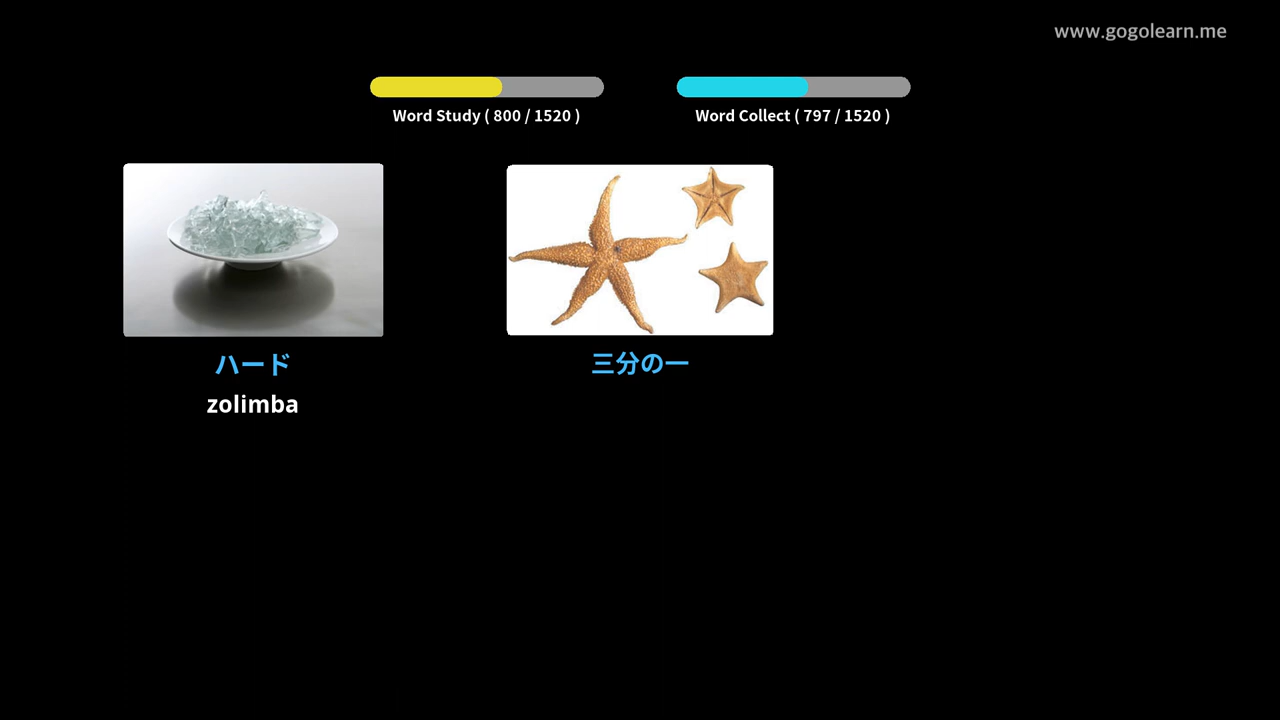 www.gogolearn.me
Word Study ( 800 / 1520 )
Word Collect ( 797 / 1520 )
ハード
zolimba
三分の一